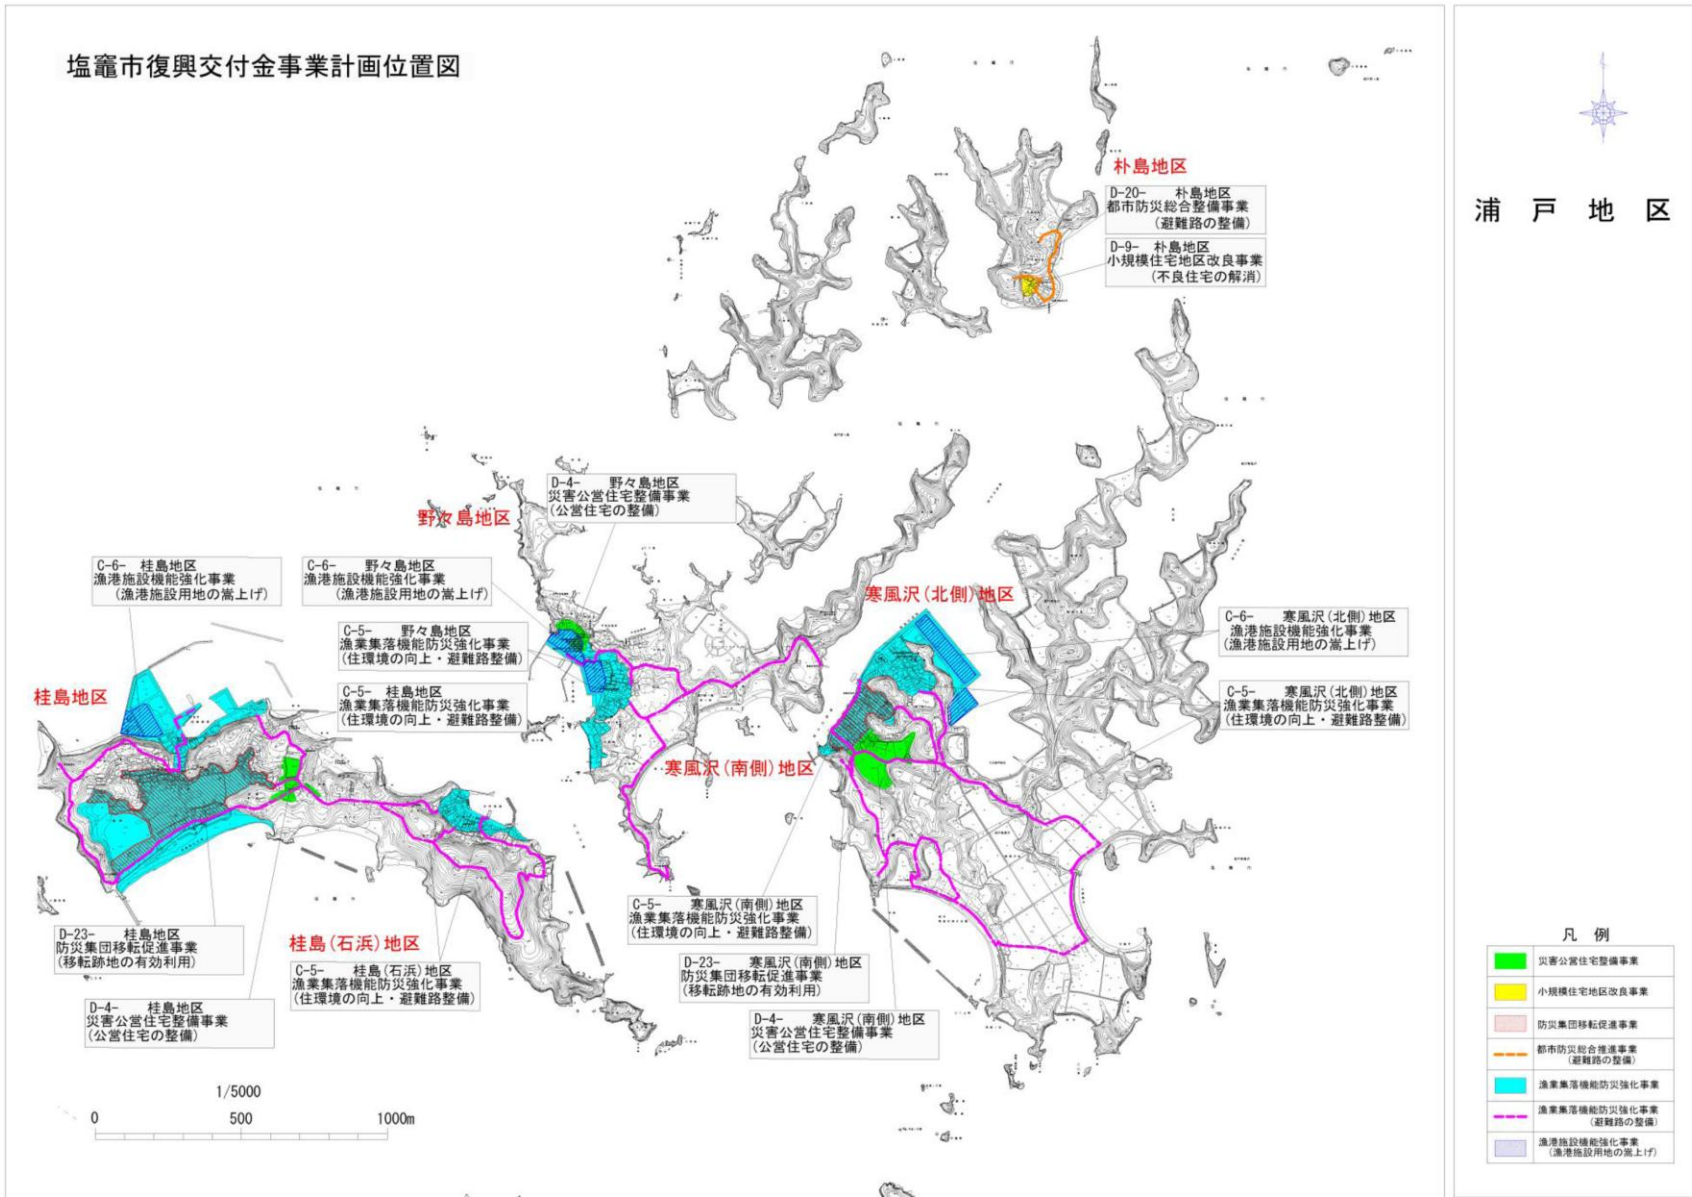 塩竈市復興交付金事業計画位置図
浦戸地区
朴島地区
D-20- 朴島地区
都市防災総合整備事業
(避難路の整備)
D-9- 朴島地区
小規模住宅地区改良事業
(不良住宅の解消)
D-4- 野々島地区
災害公営住宅整備事業
(公営住宅の整備)
野々島地区
C-6- 桂島地区
漁港施設機能強化事業
(漁港施設用地の嵩上げ)
C-6- 野々島地区
漁港施設機能強化事業
(漁港施設用地の嵩上げ)
寒風沢(北側)地区
C-6- 寒風沢(北側)地区
漁港施設機能強化事業
(漁港施設用地の嵩上げ)
C-5- 野々島地区
漁業集落機能防災強化事業
(住環境の向上・避難路整備)
桂島地区
C-5- 桂島地区
漁業集落機能防災強化事業
(住環境の向上・避難路整備)
C-5- 寒風沢(北側)地区
漁業集落機能防災強化事業
(住環境の向上・避難路整備)
寒風沢(南側)地区
C-5- 寒風沢(南側)地区
漁業集落機能防災強化事業
(住環境の向上・避難路整備)
D-23- 桂島地区
防災集団移転促進事業
(移転跡地の有効利用)
桂島(石浜)地区
C-5- 桂島(石浜)地区
漁業集落機能防災強化事業
(住環境の向上・避難路整備)
D-23- 寒風沢(南側)地区
防災集団移転促進事業
(移転跡地の有効利用)
D-4- 桂島地区
災害公営住宅整備事業
(公営住宅の整備)
D-4- 寒風沢(南側)地区
災害公営住宅整備事業
(公営住宅の整備)
1/5000
0 500 1000m
凡例
災害公営住宅整備事業
小規模住宅地区改良事業
防災集団移転促進事業
都市防災総合推進事業
(避難路の整備)
漁業集落機能防災強化事業
漁業集落機能防災強化事業
(避難路の整備)
漁港施設機能強化事業
(漁港施設用地の嵩上げ)